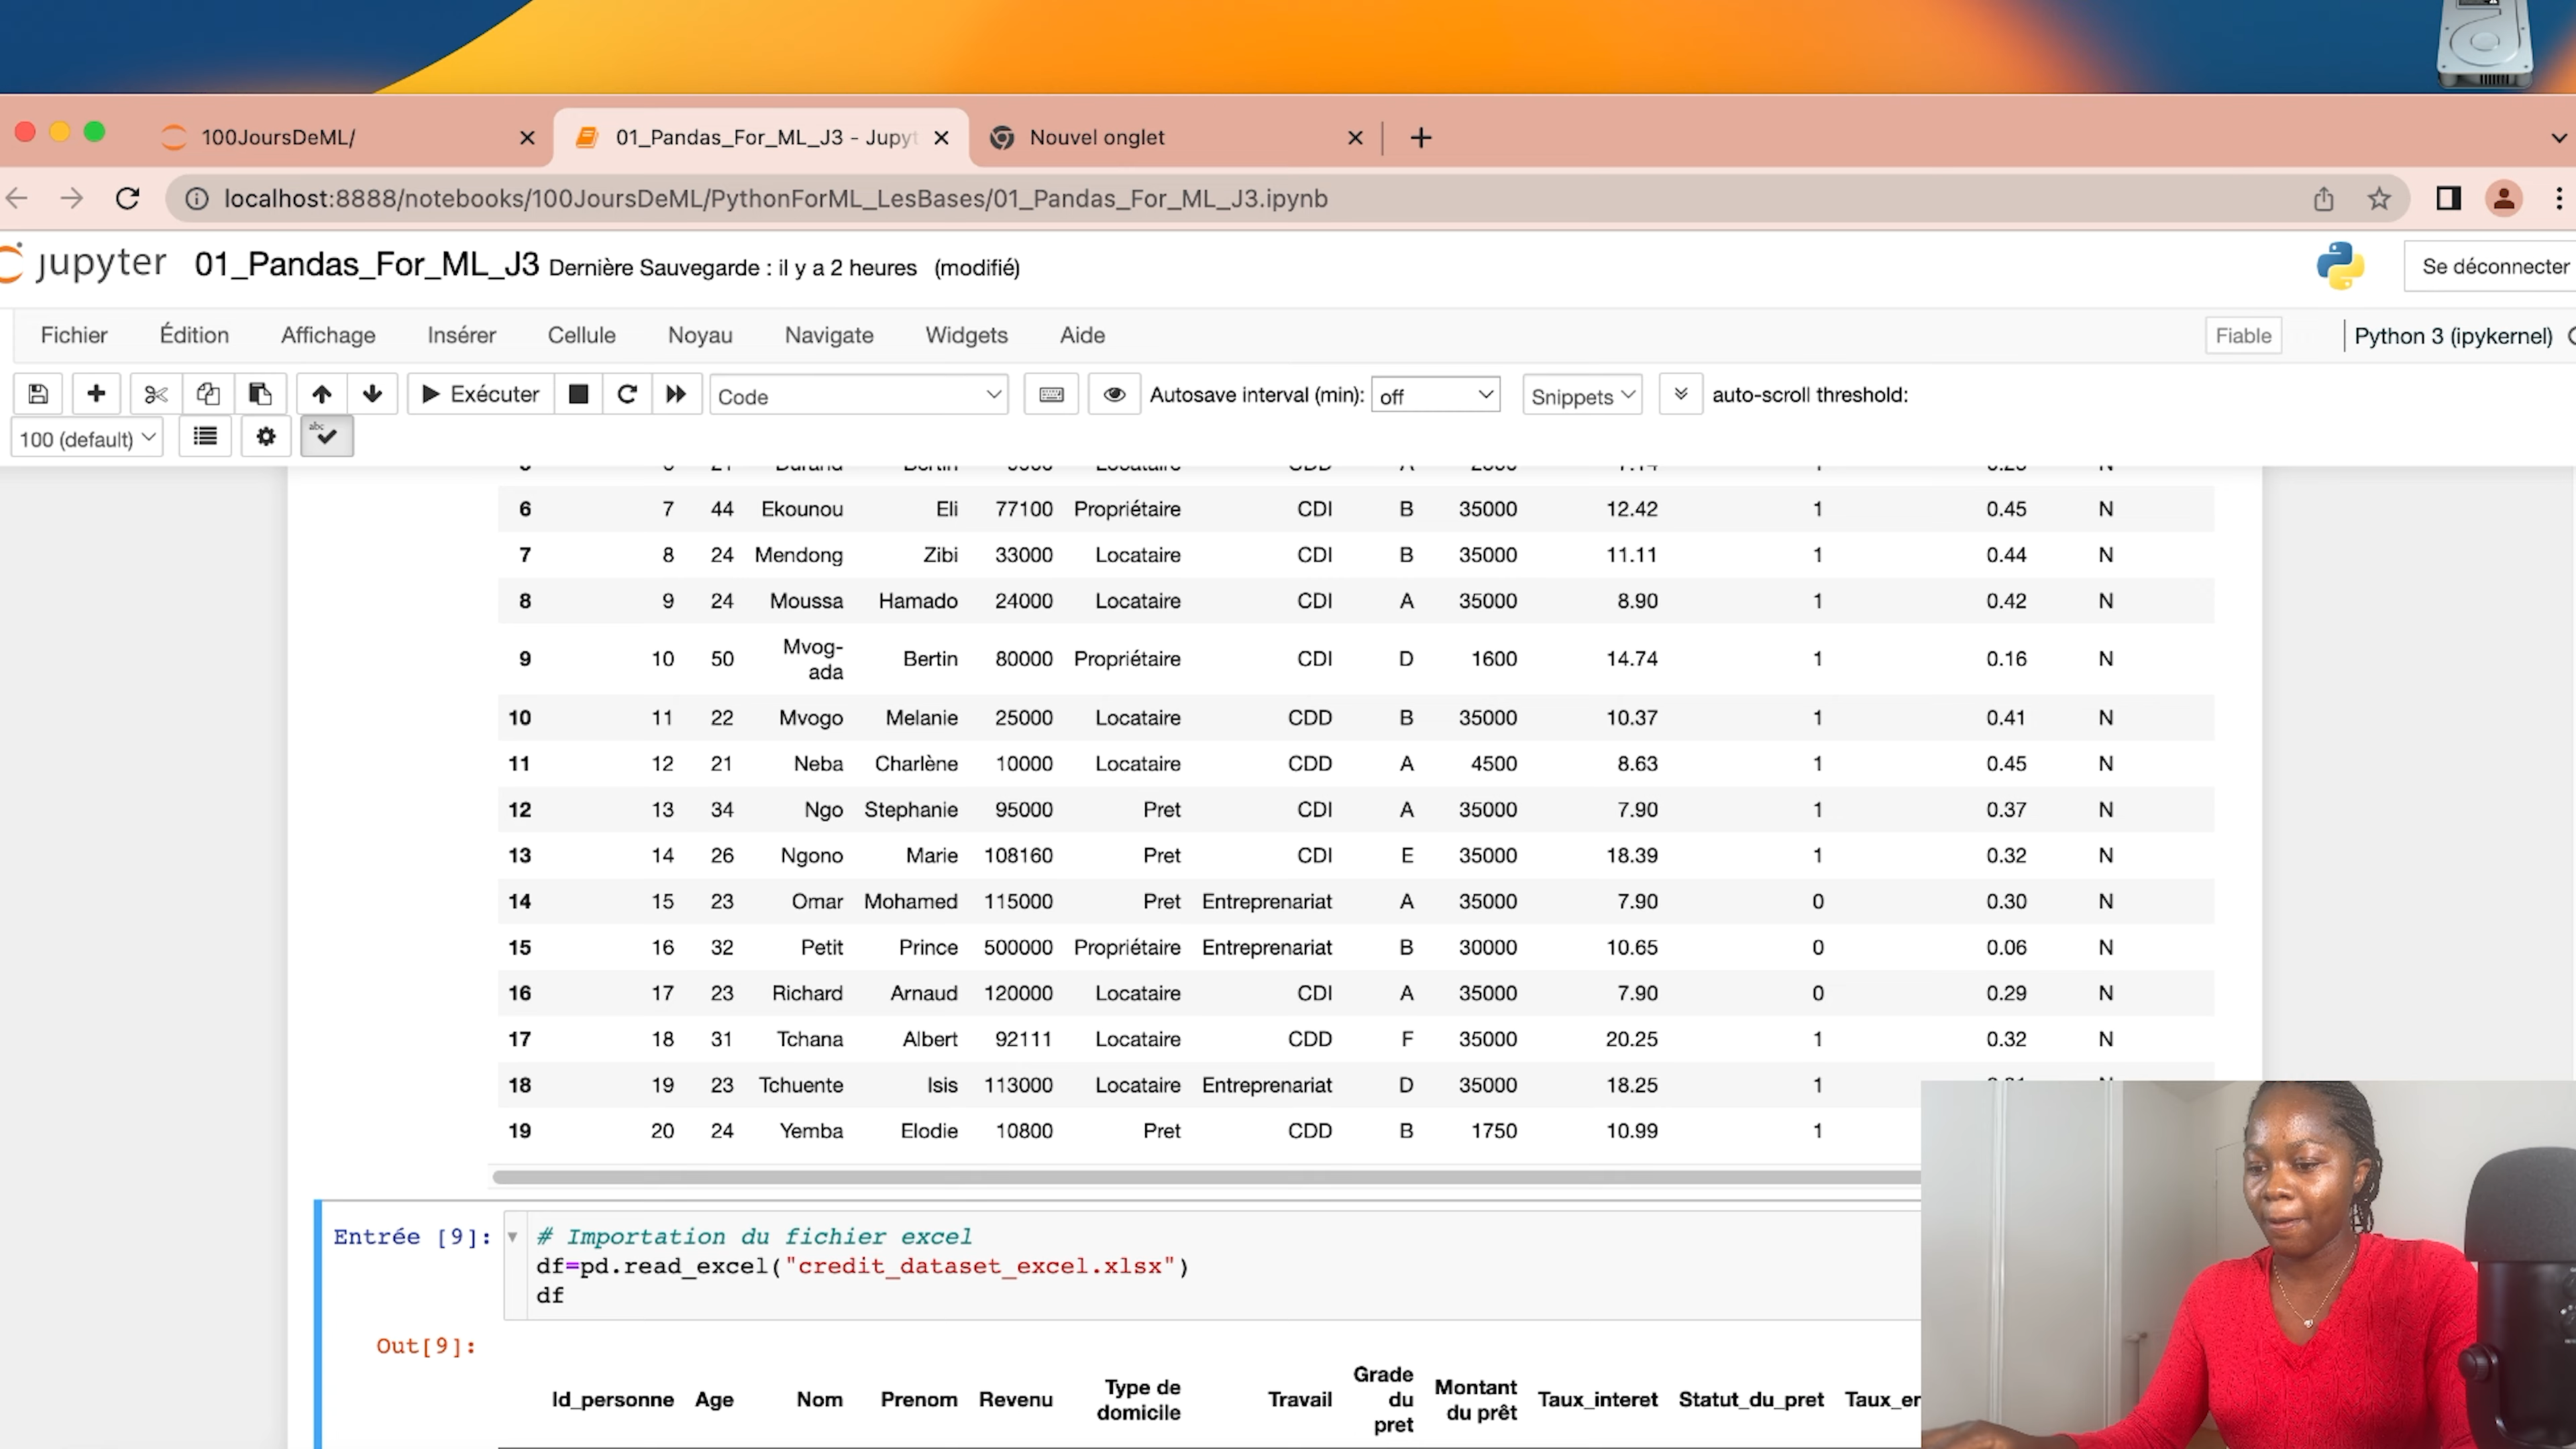 100JoursDeML/
01_Pandas_For_ML_J3 - Jupyt
Nouvel onglet
localhost:8888/notebooks/100JoursDeML/PythonForML_LesBases/01_Pandas_For_ML_J3.ipynb
jupyter 01_Pandas_For_ML_J3 Dernière Sauvegarde : il y a 2 heures (modifié)
Se déconnecter
Fichier Édition Affichage Insérer Cellule Noyau Navigate Widgets Aide
Fiable Python 3 (ipykernel)
Exécuter Code Autosave interval (min): off Snippets auto-scroll threshold:
100 (default) abc
6 7 44 Ekounou Eli 77100 Propriétaire CDI B 35000 12.42 1 0.45 N
7 8 24 Mendong Zibi 33000 Locataire CDI B 35000 11.11 1 0.44 N
8 9 24 Moussa Hamado 24000 Locataire CDI A 35000 8.90 1 0.42 N
9 10 50 Mvog-ada Bertin 80000 Propriétaire CDI D 1600 14.74 1 0.16 N
10 11 22 Mvogo Melanie 25000 Locataire CDD B 35000 10.37 1 0.41 N
11 12 21 Neba Charlène 10000 Locataire CDD A 4500 8.63 1 0.45 N
12 13 34 Ngo Stephanie 95000 Pret CDI A 35000 7.90 1 0.37 N
13 14 26 Ngono Marie 108160 Pret CDI E 35000 18.39 1 0.32 N
14 15 23 Omar Mohamed 115000 Pret Entreprenariat A 35000 7.90 0 0.30 N
15 16 32 Petit Prince 500000 Propriétaire Entreprenariat B 30000 10.65 0 0.06 N
16 17 23 Richard Arnaud 120000 Locataire CDI A 35000 7.90 0 0.29 N
17 18 31 Tchana Albert 92111 Locataire CDD F 35000 20.25 1 0.32 N
18 19 23 Tchuente Isis 113000 Locataire Entreprenariat D 35000 18.25 1
19 20 24 Yemba Elodie 10800 Pret CDD B 1750 10.99 1
Entrée [9]: # Importation du fichier excel
df=pd.read_excel("credit_dataset_excel.xlsx")
df
Out[9]:
Id_personne Age Nom Prenom Revenu Type de domicile Travail Grade du pret Montant du prêt Taux_interet Statut_du_pret Taux_er